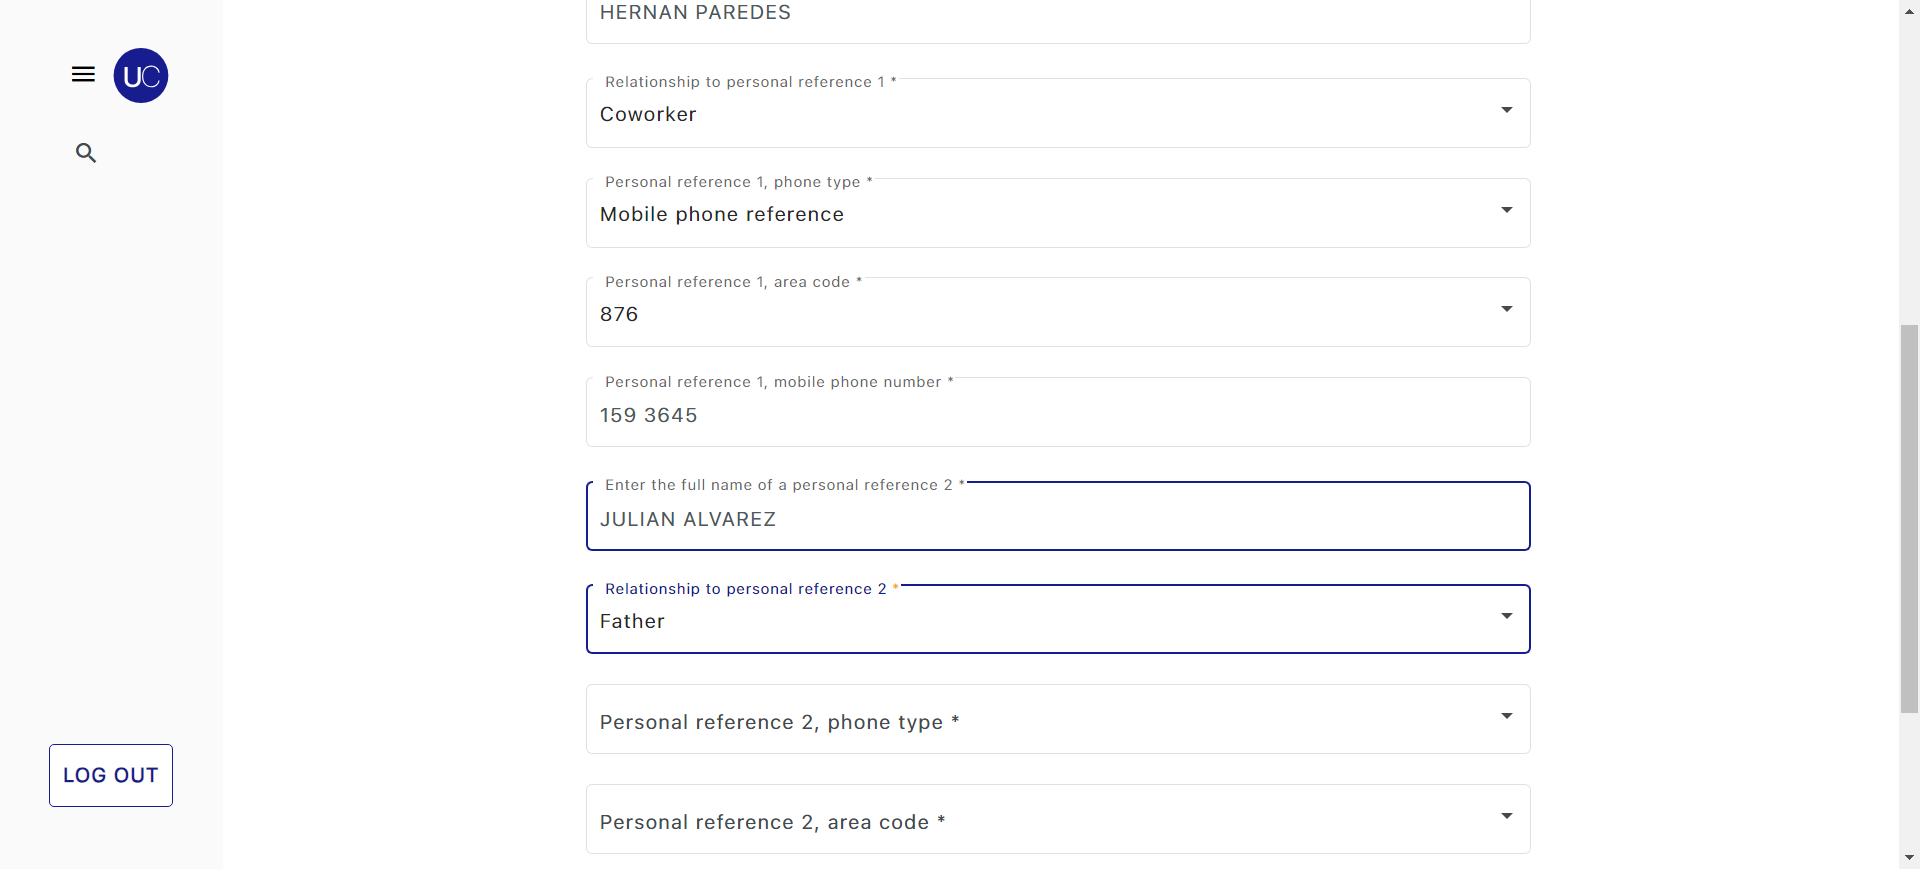 HERNAN PAREDES
UC
Relationship to personal reference 1 *
Coworker
Personal reference 1, phone type *
Mobile phone reference
Personal reference 1, area code *
876
Personal reference 1, mobile phone number *
159 3645
Enter the full name of a personal reference 2 *
JULIAN ALVAREZ
Relationship to personal reference 2 *
Father
Personal reference 2, phone type *
LOG OUT
Personal reference 2, area code *